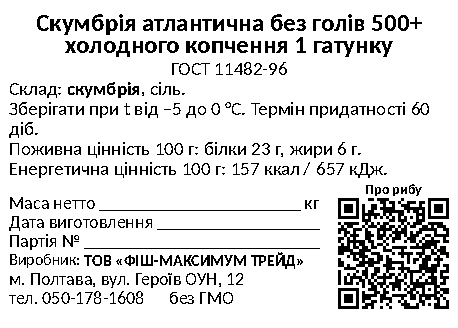 Скумбрія атлантична без голів 500+
холодного копчення 1 гатунку
ГОСТ 11482-96
Склад: скумбрія, сіль.
Зберігати при t від –5 до 0 °С. Термін придатності 60
діб.
Поживна цінність 100 г: білки 23 г, жири 6 г.
Енергетична цінність 100 г: 157 ккал / 657 кДж.
Про рибу
Маса нетто ______________________ кг
Дата виготовлення __________________
Партія № __________________________
Виробник: ТОВ «ФІШ-МАКСИМУМ ТРЕЙД»
м. Полтава, вул. Героїв ОУН, 12
тел. 050-178-1608 без ГМО